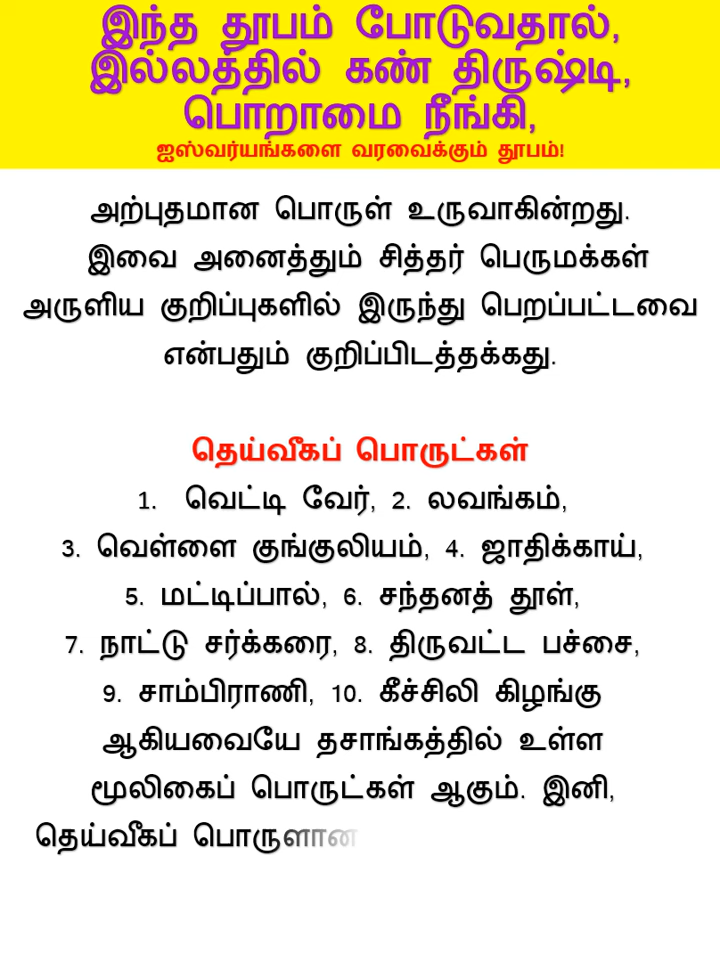 இந்த தூபம் போடுவதால்,
இல்லத்தில் கண் திருஷ்டி,
பொறாமை நீங்கி,
ஐஸ்வர்யங்களை வரவைக்கும் தூபம்!
அற்புதமான பொருள் உருவாகின்றது.
இவை அனைத்தும் சித்தர் பெருமக்கள்
அருளிய குறிப்புகளில் இருந்து பெறப்பட்டவை
என்பதும் குறிப்பிடத்தக்கது.
தெய்வீகப் பொருட்கள்
1. வெட்டி வேர், 2. லவங்கம்,
3. வெள்ளை குங்குலியம், 4. ஜாதிக்காய்,
5. மட்டிப்பால், 6. சந்தனத் தூள்,
7. நாட்டு சர்க்கரை, 8. திருவட்ட பச்சை,
9. சாம்பிராணி, 10. கீச்சிலி கிழங்கு
ஆகியவையே தசாங்கத்தில் உள்ள
மூலிகைப் பொருட்கள் ஆகும். இனி,
தெய்வீகப் பொருளான